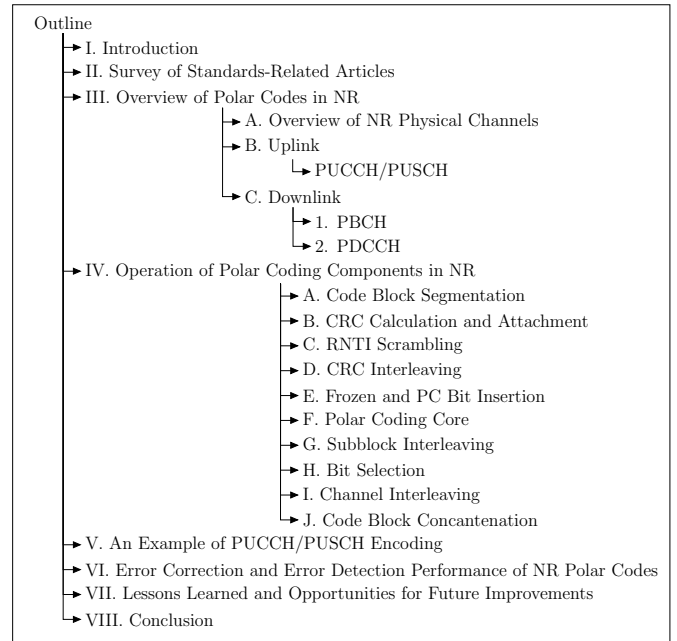 Outline
I. Introduction
II. Survey of Standards-Related Articles
III. Overview of Polar Codes in NR
A. Overview of NR Physical Channels
B. Uplink
PUCCH/PUSCH
C. Downlink
1. PBCH
2. PDCCH
IV. Operation of Polar Coding Components in NR
A. Code Block Segmentation
B. CRC Calculation and Attachment
C. RNTI Scrambling
D. CRC Interleaving
E. Frozen and PC Bit Insertion
F. Polar Coding Core
G. Subblock Interleaving
H. Bit Selection
I. Channel Interleaving
J. Code Block Concantenation
V. An Example of PUCCH/PUSCH Encoding
VI. Error Correction and Error Detection Performance of NR Polar Codes
VII. Lessons Learned and Opportunities for Future Improvements
VIII. Conclusion